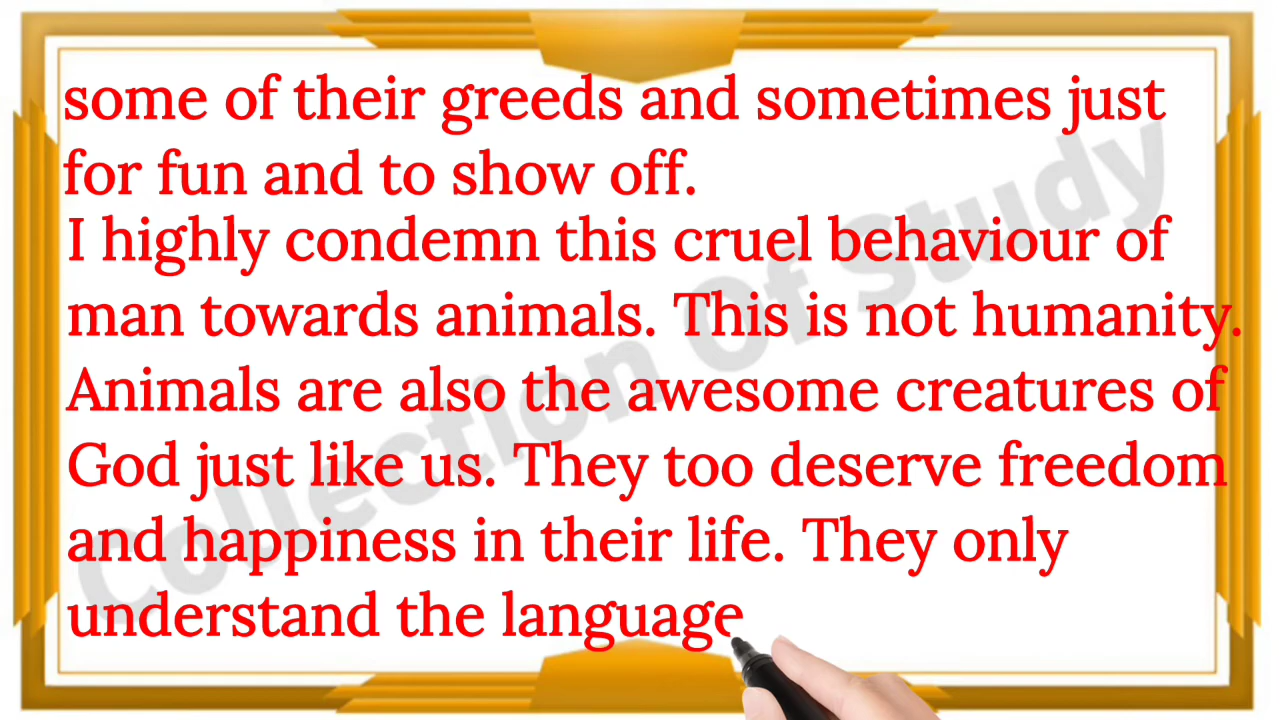 some of their greeds and sometimes just
for fun and to show off.
I highly condemn this cruel behaviour of
man towards animals. This is not humanity.
Animals are also the awesome creatures of
God just like us. They too deserve freedom
and happiness in their life. They only
understand the language
Collection Of Study